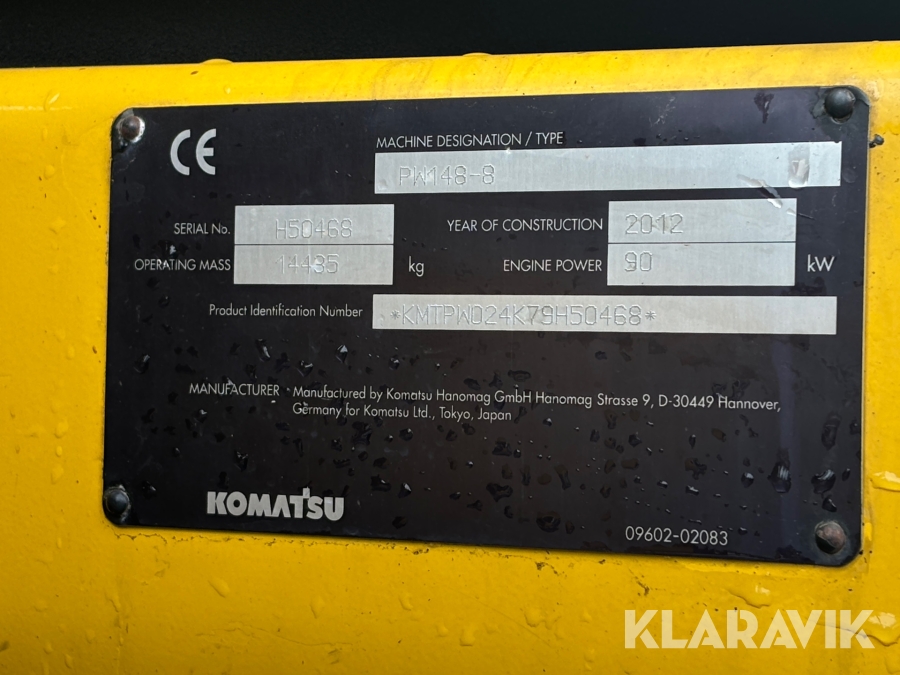 CE
MACHINE DESIGNATION / TYPE
PW148-8
SERIAL No. H50468 YEAR OF CONSTRUCTION 2012
OPERATING MASS 14485 kg ENGINE POWER 90 kW
Product Identification Number *KMTPW024K79H50468*
MANUFACTURER Manufactured by Komatsu Hanomag GmbH Hanomag Strasse 9, D-30449 Hannover,
Germany for Komatsu Ltd., Tokyo, Japan
KOMATSU
09602-02083
KLARAVIK